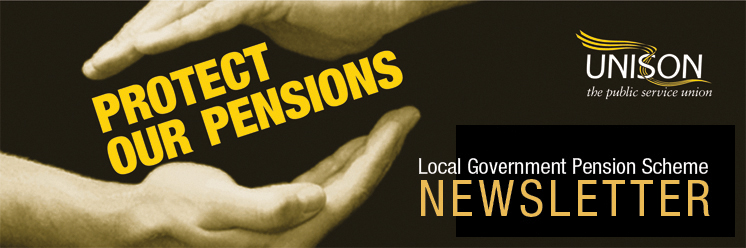 PROTECT
OUR PENSIONS
UNISON
the public service union
Local Government Pension Scheme
NEWSLETTER